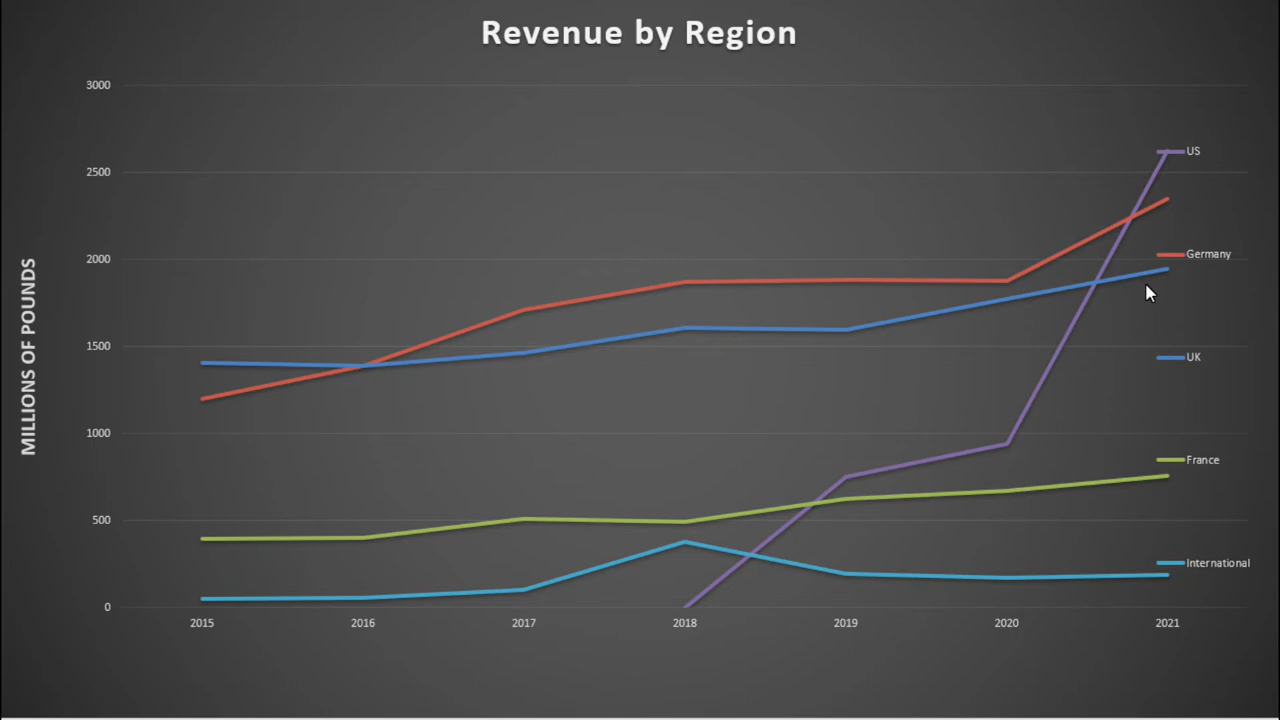 Revenue by Region
MILLIONS OF POUNDS
3000
2500
2000
1500
1000
500
0
2015 2016 2017 2018 2019 2020 2021
US
Germany
UK
France
International